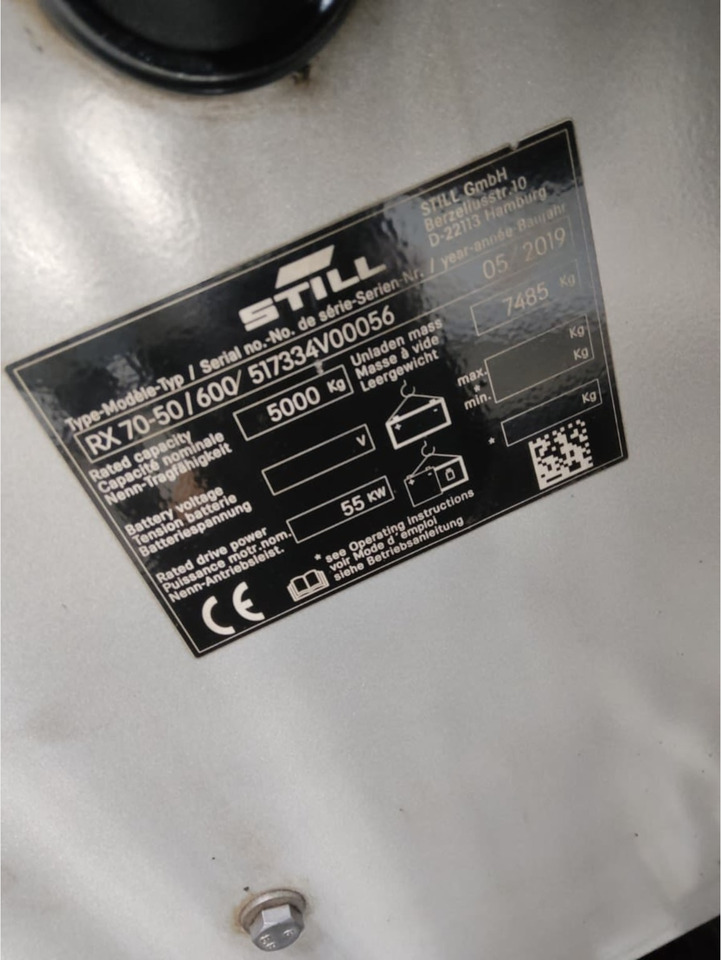 STILL
STILL GmbH
Berzeliusstr.10
D-22113 Hamburg
Type-Modèle-Typ / Serial no.-No. de série-Serien-Nr. / year-année-Baujahr
RX 70-50/600/ 517334V00056 05/2019
Rated capacity
Capacité nominale
Nenn-Tragfähigkeit
5000 Kg
Unladen mass
Masse à vide
Leergewicht
7485 Kg
Battery voltage
Tension batterie
Batteriespannung
V
max. Kg
* min. Kg
Rated drive power
Puissance motr.nom.
Nenn-Antriebsleist.
55 KW
* Kg
CE
* see Operating instructions
voir Mode d'emploi
siehe Betriebsanleitung